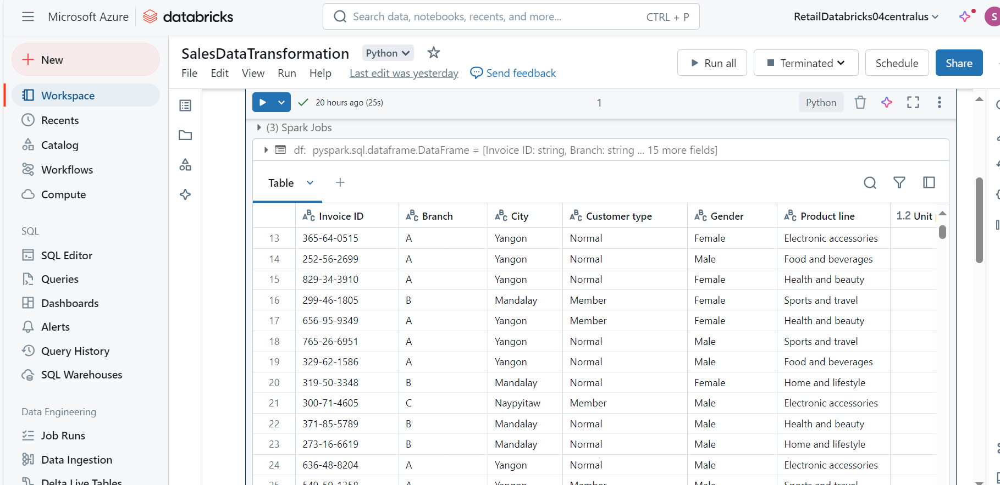 Microsoft Azure databricks Search data, notebooks, recents, and more... CTRL + P RetailDatabricks04centralus S
New
Workspace
Recents
Catalog
Workflows
Compute
SQL
SQL Editor
Queries
Dashboards
Alerts
Query History
SQL Warehouses
Data Engineering
Job Runs
Data Ingestion
Delta Live Tables
SalesDataTransformation Python
File Edit View Run Help Last edit was yesterday Send feedback
Run all Terminated Schedule Share
20 hours ago (25s) 1 Python
(3) Spark Jobs
df: pyspark.sql.dataframe.DataFrame = [Invoice ID: string, Branch: string ... 15 more fields]
Table
ABC Invoice ID ABC Branch ABC City ABC Customer type ABC Gender ABC Product line 1.2 Unit
13 365-64-0515 A Yangon Normal Female Electronic accessories
14 252-56-2699 A Yangon Normal Male Food and beverages
15 829-34-3910 A Yangon Normal Female Health and beauty
16 299-46-1805 B Mandalay Member Female Sports and travel
17 656-95-9349 A Yangon Member Female Health and beauty
18 765-26-6951 A Yangon Normal Male Sports and travel
19 329-62-1586 A Yangon Normal Male Food and beverages
20 319-50-3348 B Mandalay Normal Female Home and lifestyle
21 300-71-4605 C Naypyitaw Member Male Electronic accessories
22 371-85-5789 B Mandalay Normal Male Health and beauty
23 273-16-6619 B Mandalay Normal Male Home and lifestyle
24 636-48-8204 A Yangon Normal Male Electronic accessories
25 549-59-1358 A Yangon Member Male Sports and travel